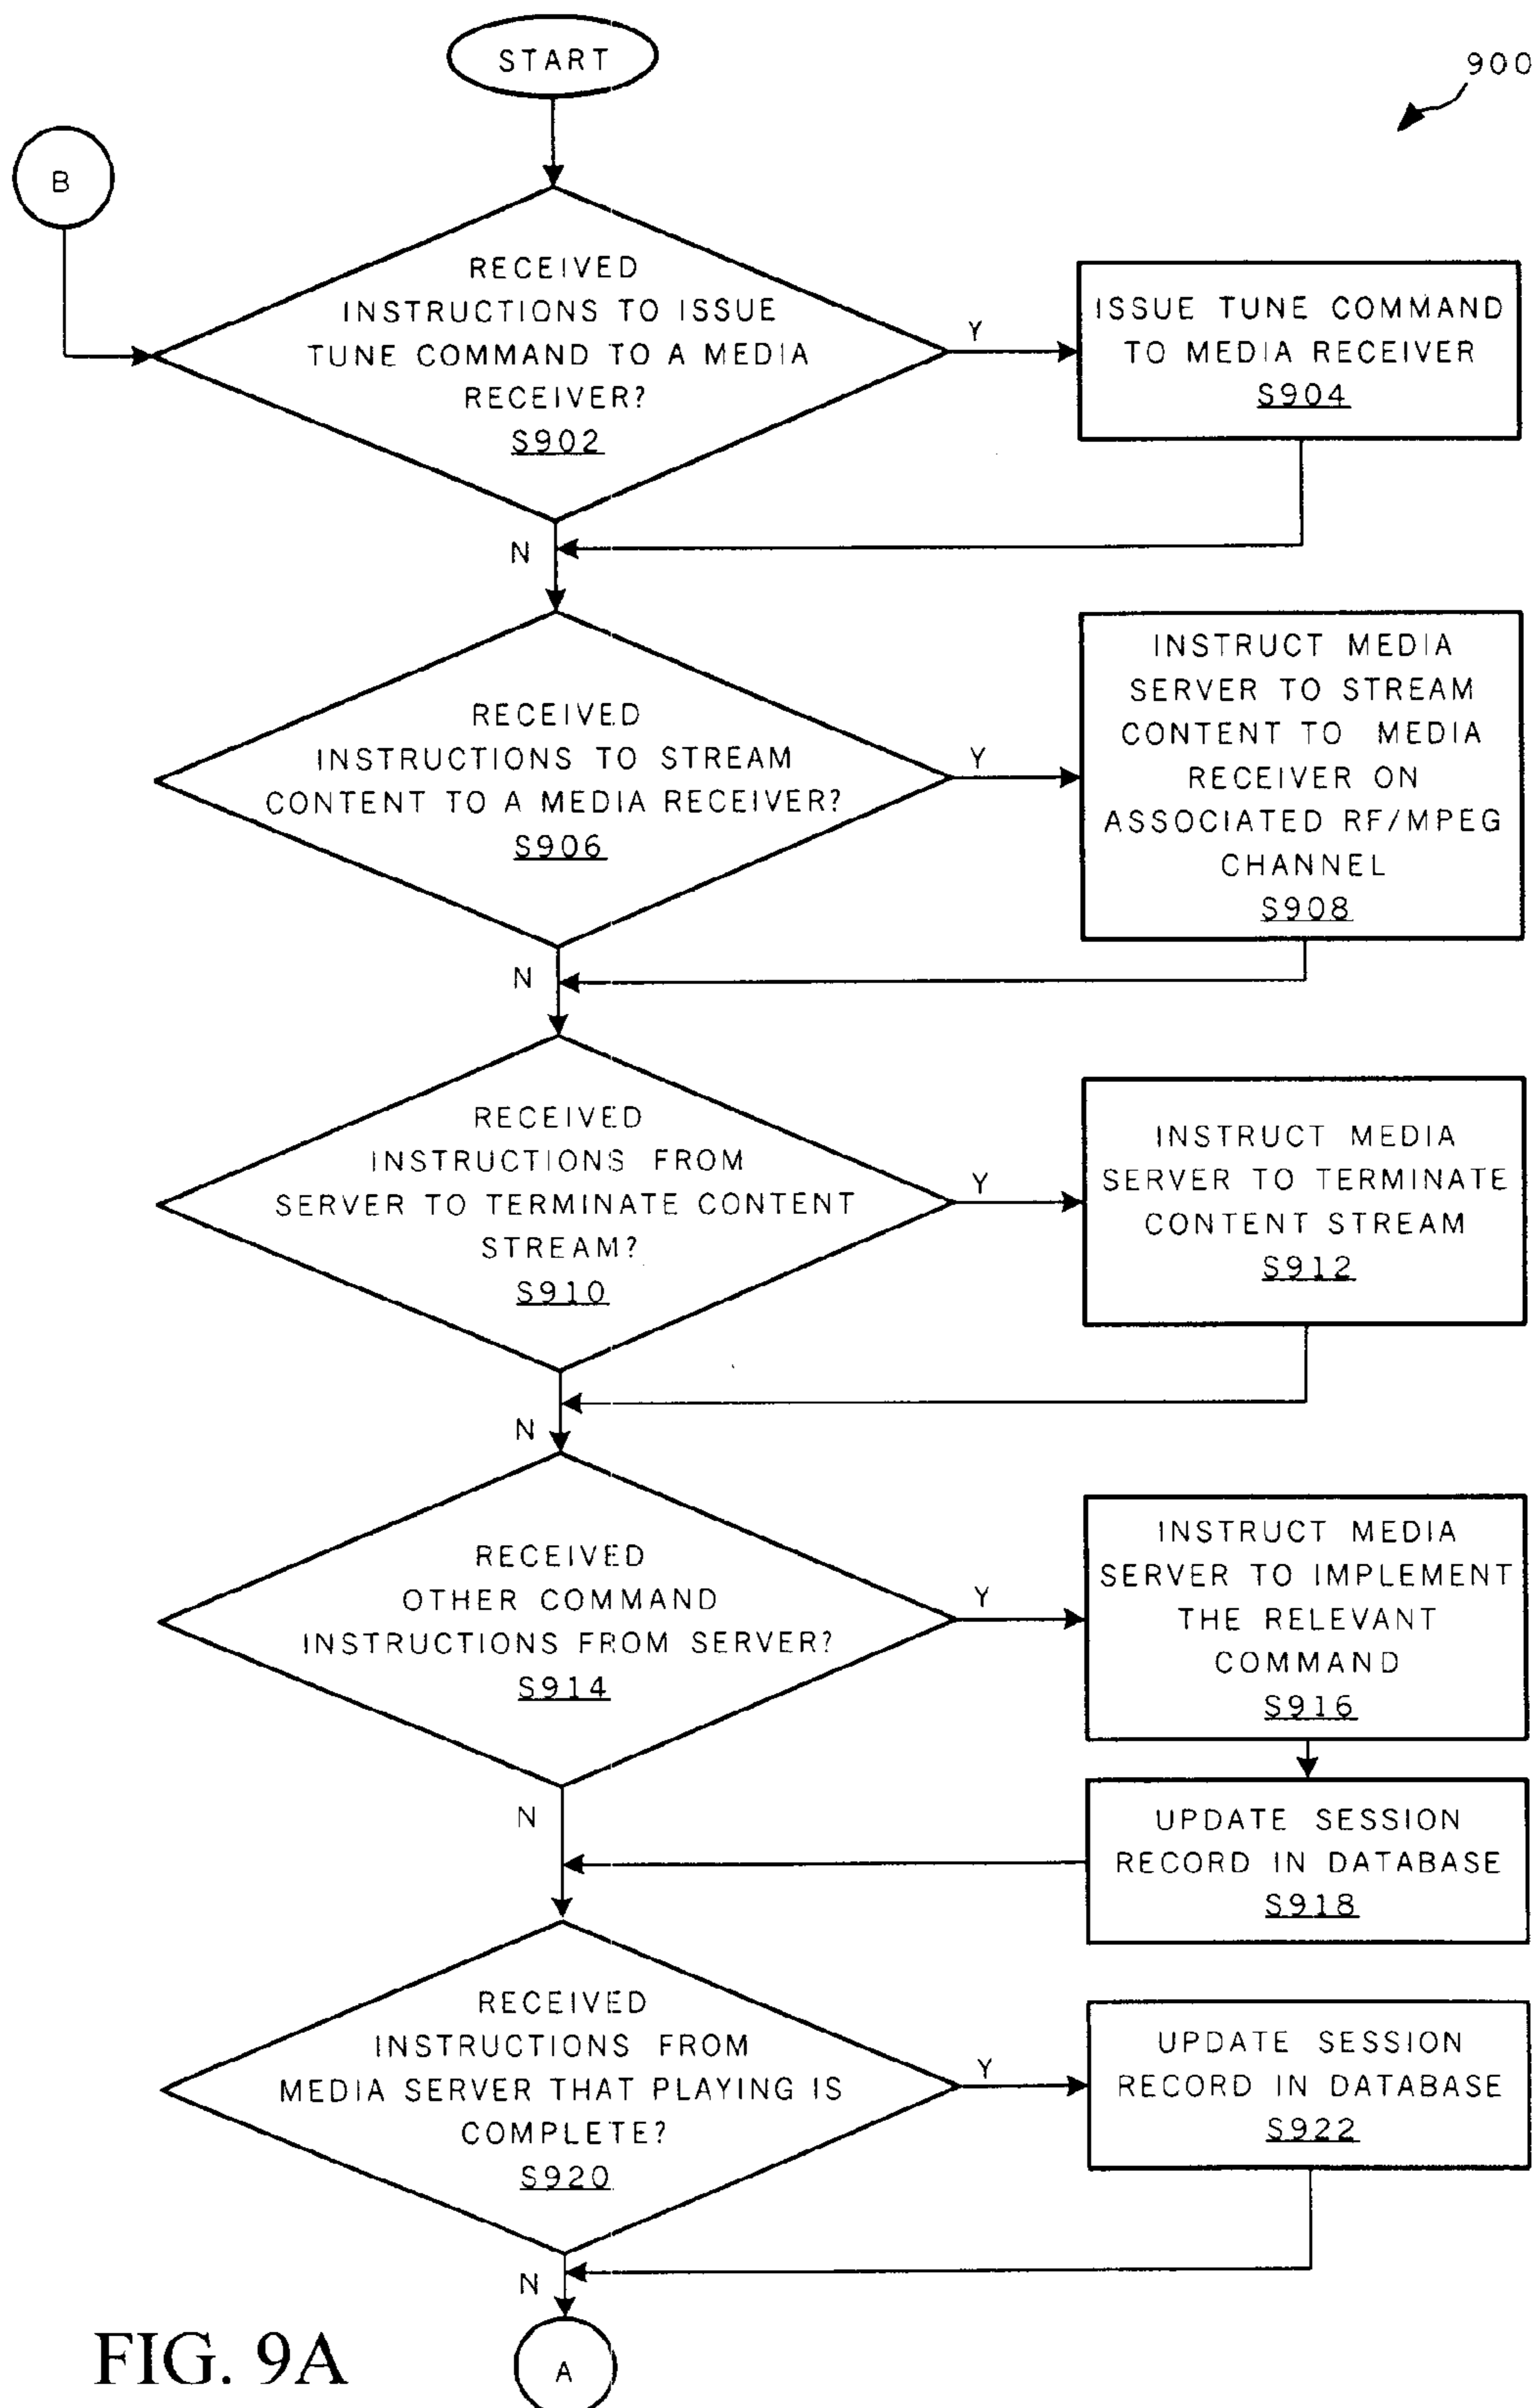 START
900
B
RECEIVED
INSTRUCTIONS TO ISSUE
TUNE COMMAND TO A MEDIA
RECEIVER?
S902
Y
ISSUE TUNE COMMAND
TO MEDIA RECEIVER
S904
N
RECEIVED
INSTRUCTIONS TO STREAM
CONTENT TO A MEDIA RECEIVER?
S906
Y
INSTRUCT MEDIA
SERVER TO STREAM
CONTENT TO MEDIA
RECEIVER ON
ASSOCIATED RF/MPEG
CHANNEL
S908
N
RECEIVED
INSTRUCTIONS FROM
SERVER TO TERMINATE CONTENT
STREAM?
S910
Y
INSTRUCT MEDIA
SERVER TO TERMINATE
CONTENT STREAM
S912
N
RECEIVED
OTHER COMMAND
INSTRUCTIONS FROM SERVER?
S914
Y
INSTRUCT MEDIA
SERVER TO IMPLEMENT
THE RELEVANT
COMMAND
S916
N
UPDATE SESSION
RECORD IN DATABASE
S918
RECEIVED
INSTRUCTIONS FROM
MEDIA SERVER THAT PLAYING IS
COMPLETE?
S920
Y
UPDATE SESSION
RECORD IN DATABASE
S922
N
A
FIG. 9A